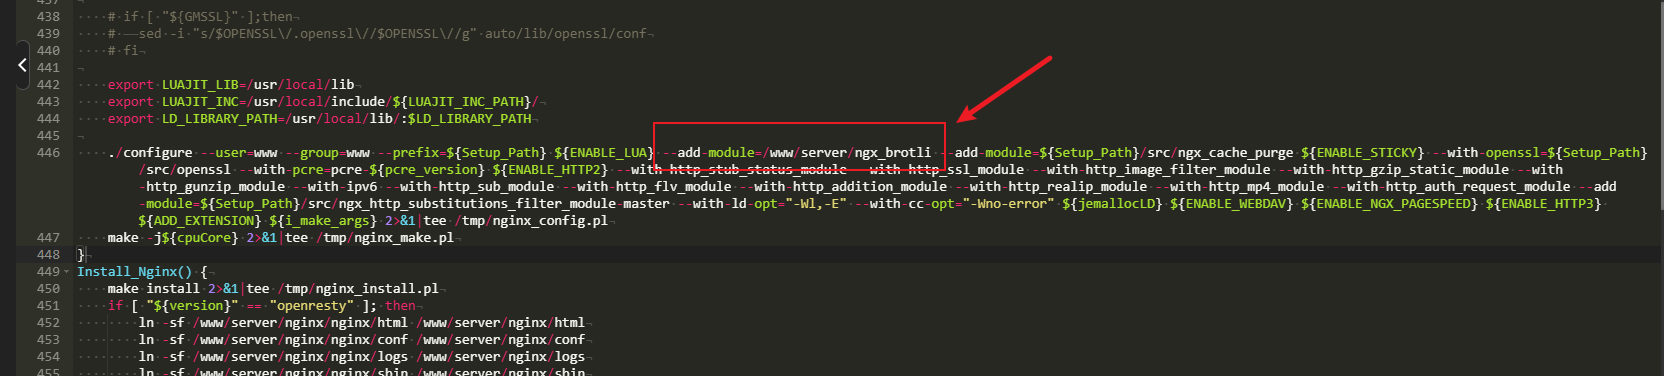 437
438 # if [ "${GMSSL}" ];then
439 # sed -i "s/$OPENSSL\/.openssl\//$OPENSSL\//g" auto/lib/openssl/conf
440 # fi
441
442 export LUAJIT_LIB=/usr/local/lib
443 export LUAJIT_INC=/usr/local/include/${LUAJIT_INC_PATH}/
444 export LD_LIBRARY_PATH=/usr/local/lib/:$LD_LIBRARY_PATH
445
446 ./configure --user=www --group=www --prefix=${Setup_Path} ${ENABLE_LUA} --add-module=/www/server/ngx_brotli --add-module=${Setup_Path}/src/ngx_cache_purge ${ENABLE_STICKY} --with-openssl=${Setup_Path}
/src/openssl --with-pcre=pcre-${pcre_version} ${ENABLE_HTTP2} --with-http_stub_status_module --with-http_ssl_module --with-http_image_filter_module --with-http_gzip_static_module --with
-http_gunzip_module --with-ipv6 --with-http_sub_module --with-http_flv_module --with-http_addition_module --with-http_realip_module --with-http_mp4_module --with-http_auth_request_module --add
-module=${Setup_Path}/src/ngx_http_substitutions_filter_module-master --with-ld-opt="-Wl,-E" --with-cc-opt="-Wno-error" ${jemallocLD} ${ENABLE_WEBDAV} ${ENABLE_NGX_PAGESPEED} ${ENABLE_HTTP3}
${ADD_EXTENSION} ${i_make_args} 2>&1|tee /tmp/nginx_config.pl
447 make -j${cpuCore} 2>&1|tee /tmp/nginx_make.pl
448 }
449 Install_Nginx() {
450 make install 2>&1|tee /tmp/nginx_install.pl
451 if [ "${version}" == "openresty" ]; then
452 ln -sf /www/server/nginx/nginx/html /www/server/nginx/html
453 ln -sf /www/server/nginx/nginx/conf /www/server/nginx/conf
454 ln -sf /www/server/nginx/nginx/logs /www/server/nginx/logs
455 ln -sf /www/server/nginx/nginx/sbin /www/server/nginx/sbin